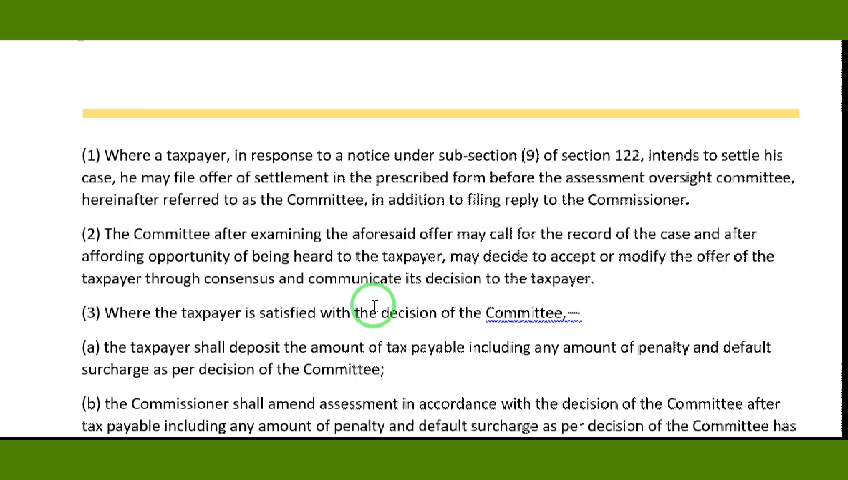 (1) Where a taxpayer, in response to a notice under sub-section (9) of section 122, intends to settle his
case, he may file offer of settlement in the prescribed form before the assessment oversight committee,
hereinafter referred to as the Committee, in addition to filing reply to the Commissioner.
(2) The Committee after examining the aforesaid offer may call for the record of the case and after
affording opportunity of being heard to the taxpayer, may decide to accept or modify the offer of the
taxpayer through consensus and communicate its decision to the taxpayer.
(3) Where the taxpayer is satisfied with the decision of the Committee,—
(a) the taxpayer shall deposit the amount of tax payable including any amount of penalty and default
surcharge as per decision of the Committee;
(b) the Commissioner shall amend assessment in accordance with the decision of the Committee after
tax payable including any amount of penalty and default surcharge as per decision of the Committee has